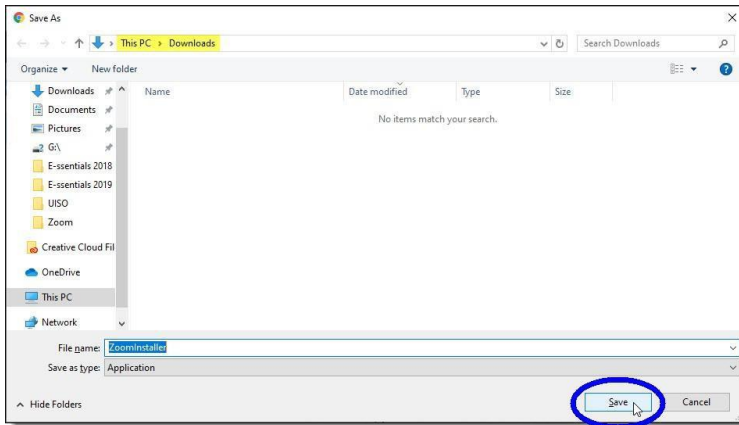 Save As
This PC > Downloads
Search Downloads
Organize
New folder
Name
Date modified
Type
Size
No items match your search.
Downloads
Documents
Pictures
G:\
E-ssentials 2018
E-ssentials 2019
UISO
Zoom
Creative Cloud Fil
OneDrive
This PC
Network
File name: ZoomInstaller
Save as type: Application
Hide Folders
Save
Cancel